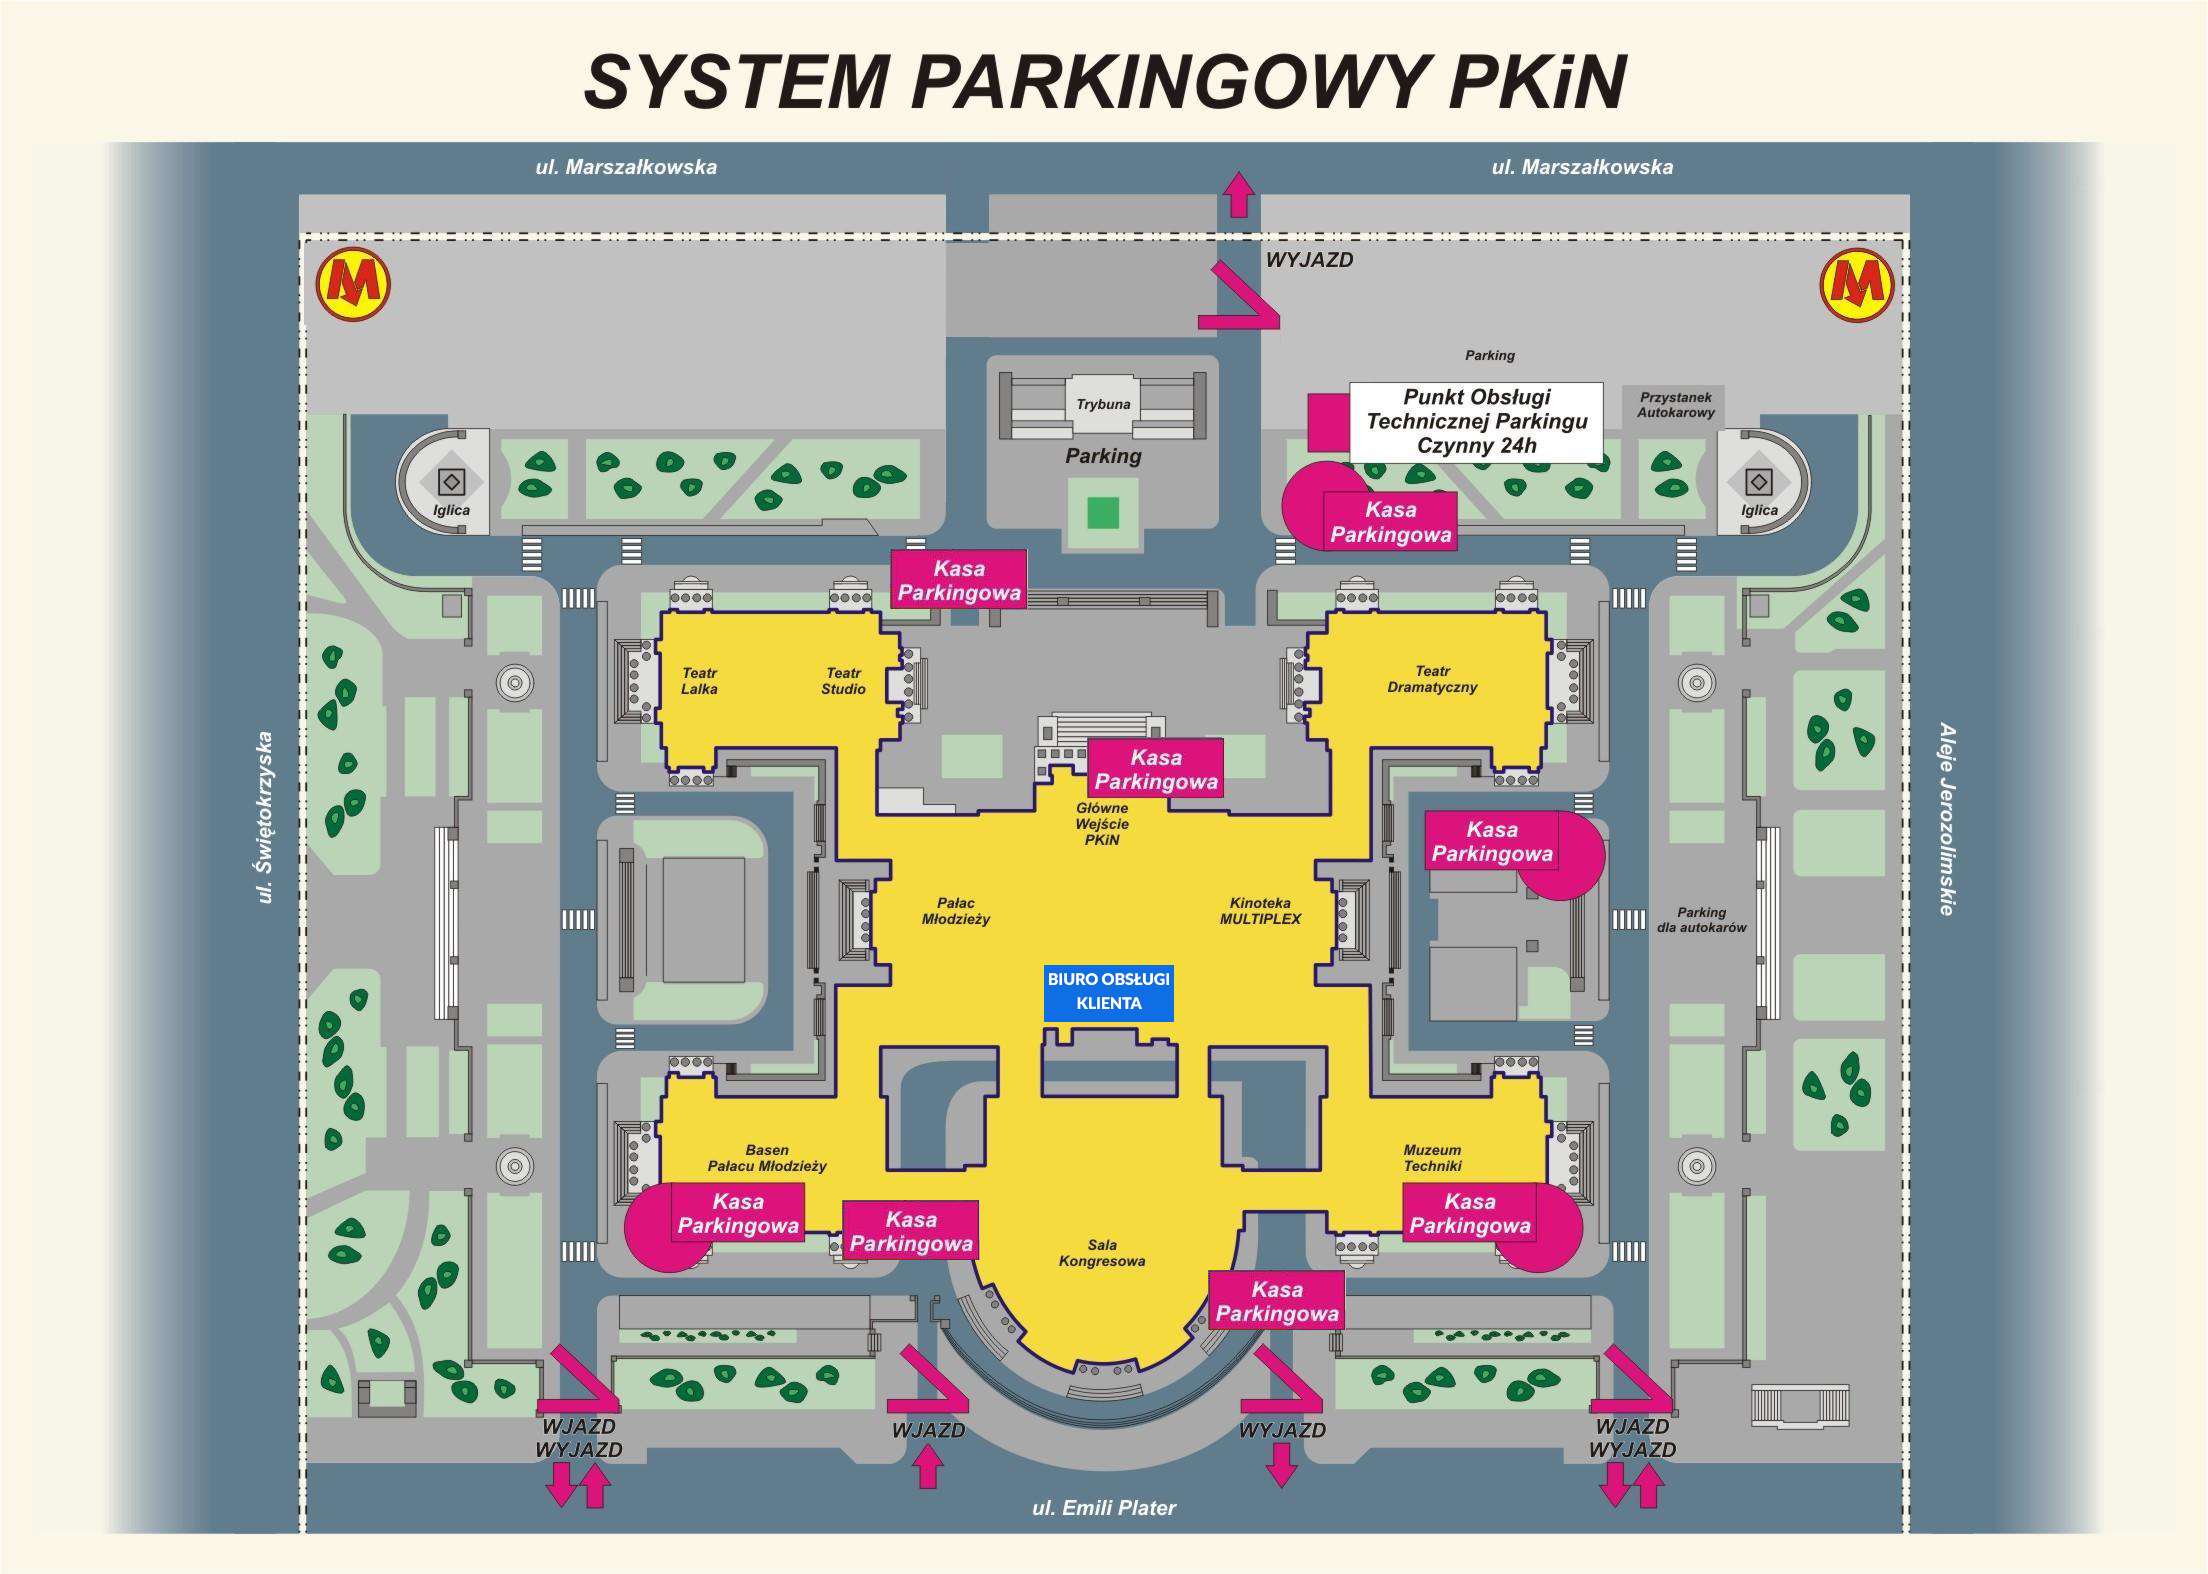 SYSTEM PARKINGOWY PKiN
ul. Marszałkowska
ul. Marszałkowska
WYJAZD
M
M
Parking
Trybuna
Parking
Punkt Obsługi
Technicznej Parkingu
Czynny 24h
Przystanek
Autokarowy
Iglica
Iglica
Kasa
Parkingowa
Kasa
Parkingowa
Teatr
Lalka
Teatr
Studio
Teatr
Dramatyczny
Kasa
Parkingowa
Główne
Wejście
PKiN
Kasa
Parkingowa
ul. Świętokrzyska
Aleje Jerozolimskie
Pałac
Młodzieży
Kinoteka
MULTIPLEX
Parking
dla autokarów
BIURO OBSŁUGI
KLIENTA
Basen
Pałacu Młodzieży
Muzeum
Techniki
Kasa
Parkingowa
Kasa
Parkingowa
Kasa
Parkingowa
Sala
Kongresowa
Kasa
Parkingowa
WJAZD
WYJAZD
WJAZD
WYJAZD
WJAZD
WYJAZD
ul. Emili Plater